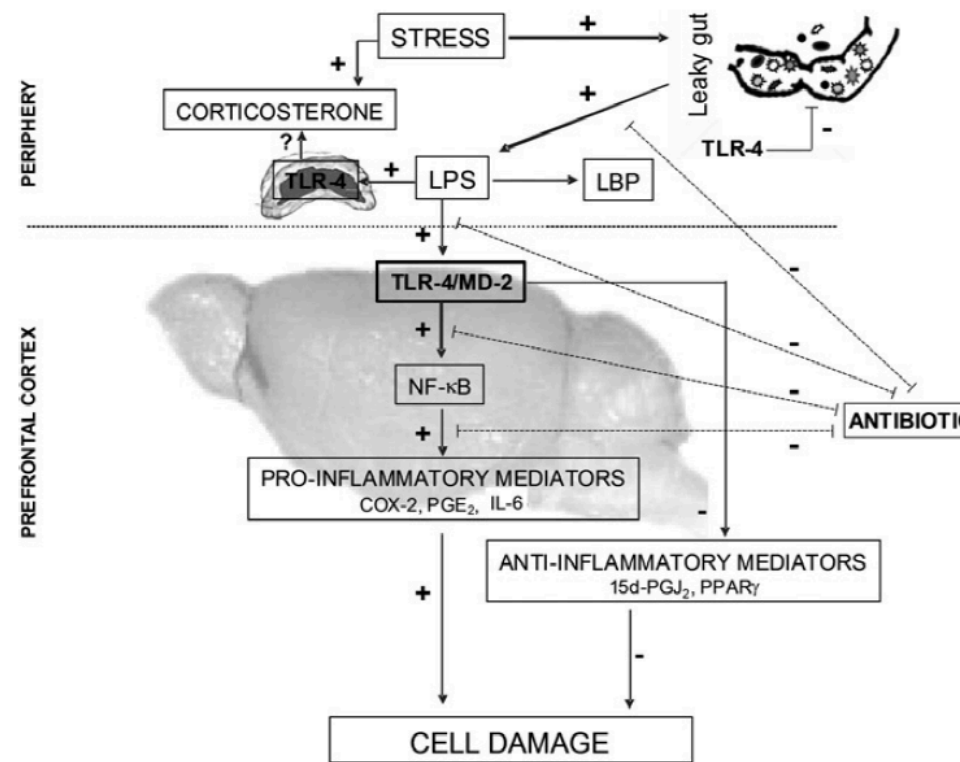 STRESS
+
+
Leaky gut
PERIPHERY
CORTICOSTERONE
+
?
TLR-4
-
TLR-4
+
LPS
LBP
+
TLR-4/MD-2
-
+
-
NF-κB
-
ANTIBIOTIC
PREFRONTAL CORTEX
+
-
PRO-INFLAMMATORY MEDIATORS
COX-2, PGE₂, IL-6
-
ANTI-INFLAMMATORY MEDIATORS
15d-PGJ₂, PPARγ
+
-
CELL DAMAGE